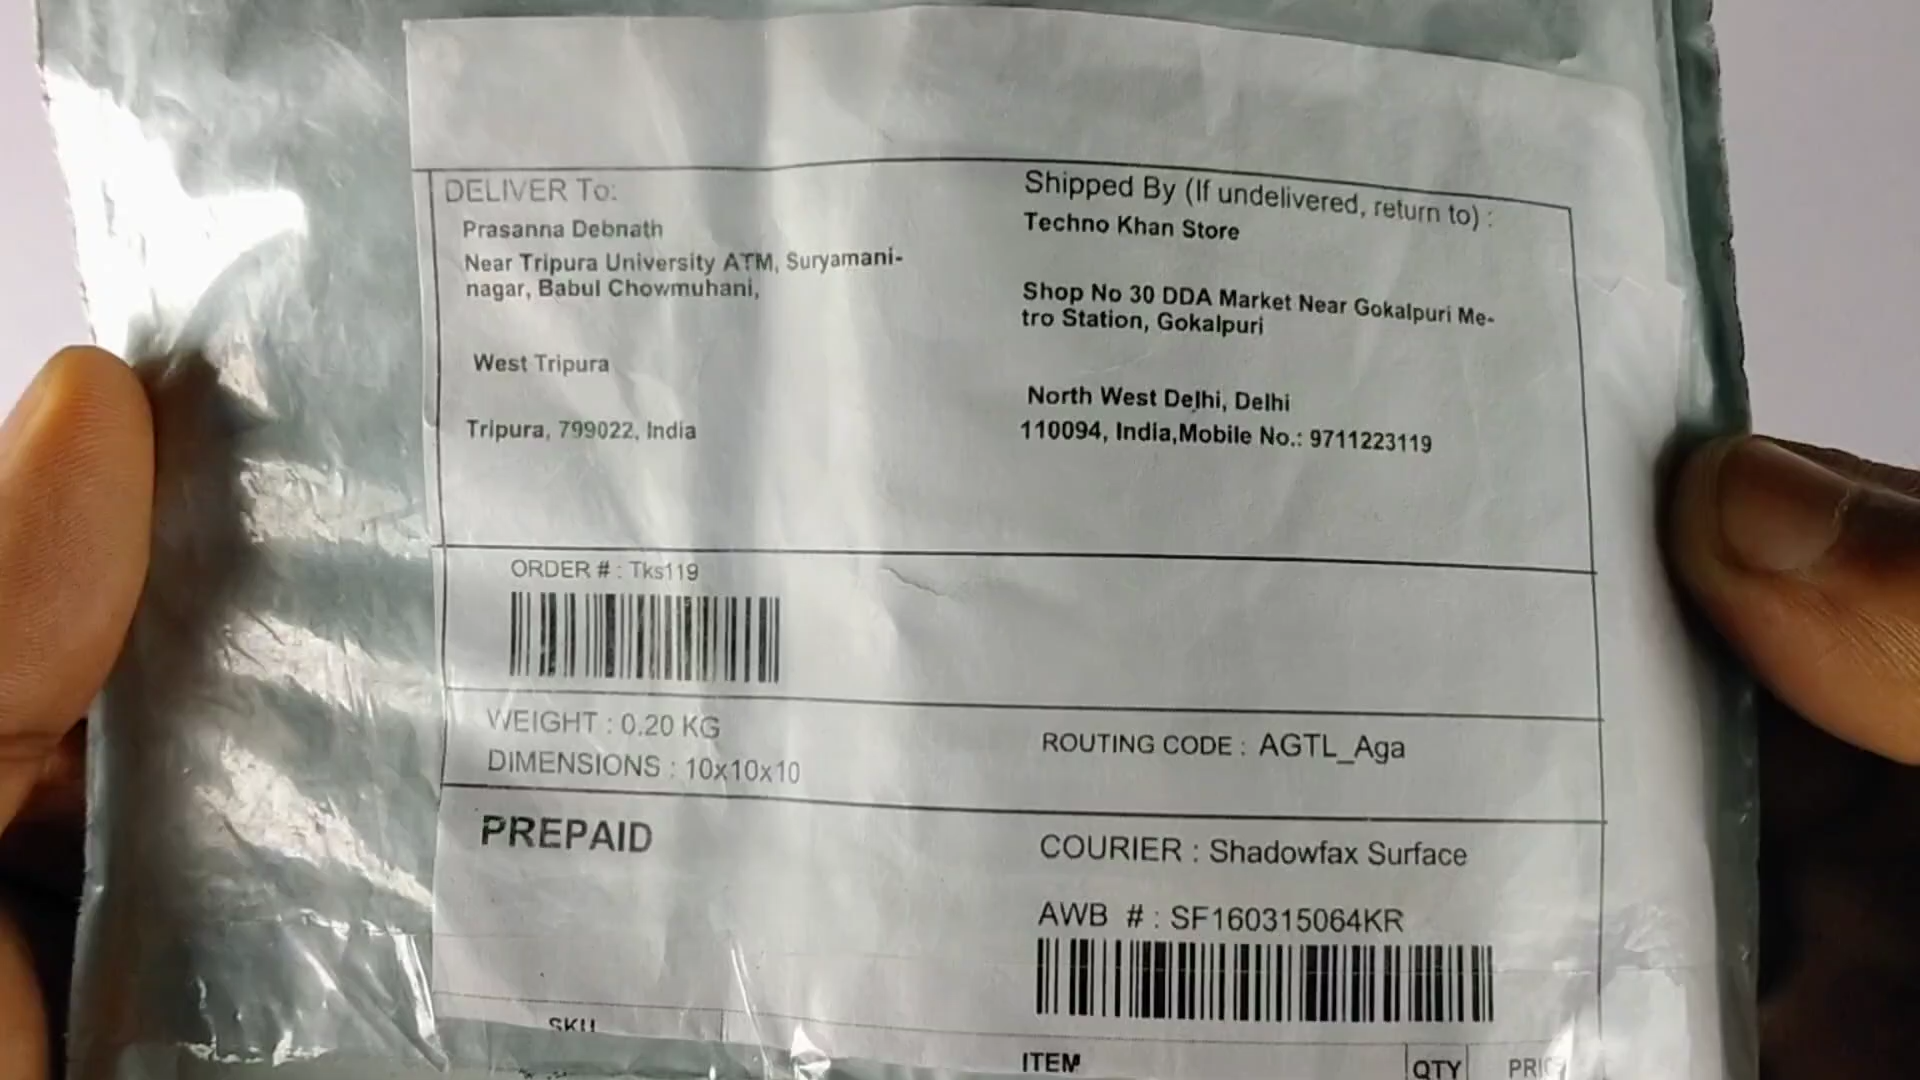 DELIVER To:
Prasanna Debnath
Near Tripura University ATM, Suryamani-
nagar, Babul Chowmuhani,
West Tripura
Tripura, 799022, India
Shipped By (If undelivered, return to) :
Techno Khan Store
Shop No 30 DDA Market Near Gokalpuri Me-
tro Station, Gokalpuri
North West Delhi, Delhi
110094, India,Mobile No.: 9711223119
ORDER # : Tks119
WEIGHT : 0.20 KG
DIMENSIONS : 10x10x10
ROUTING CODE : AGTL_Aga
PREPAID
COURIER : Shadowfax Surface
AWB # : SF160315064KR
SKU
ITEM
QTY